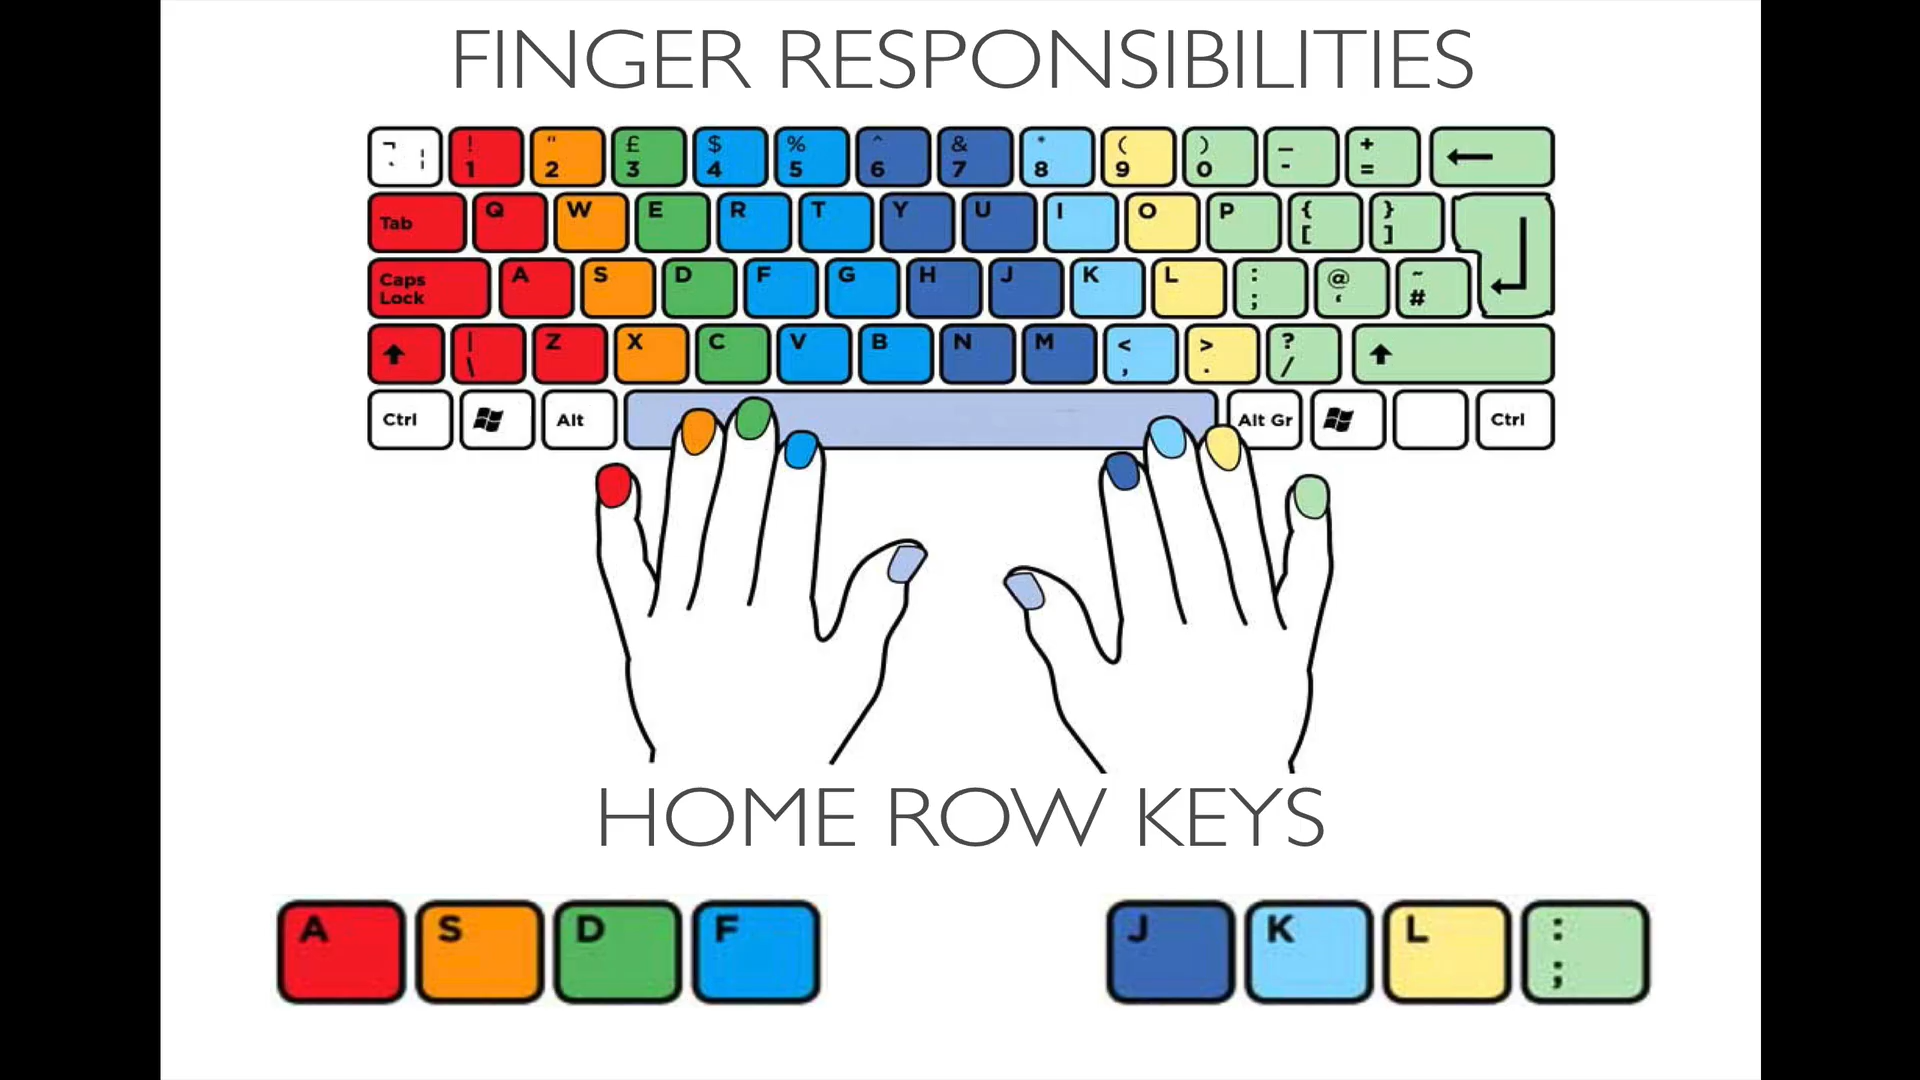 FINGER RESPONSIBILITIES
¬ ` ¦ ! 1 " 2 £ 3 $ 4 % 5 ^ 6 & 7 * 8 ( 9 ) 0 _ - + =
Tab Q W E R T Y U I O P { [ } ]
Caps Lock A S D F G H J K L : ; @ ' ~ #
| \ Z X C V B N M < , > . ? /
Ctrl Alt Alt Gr Ctrl
HOME ROW KEYS
A S D F J K L : ;